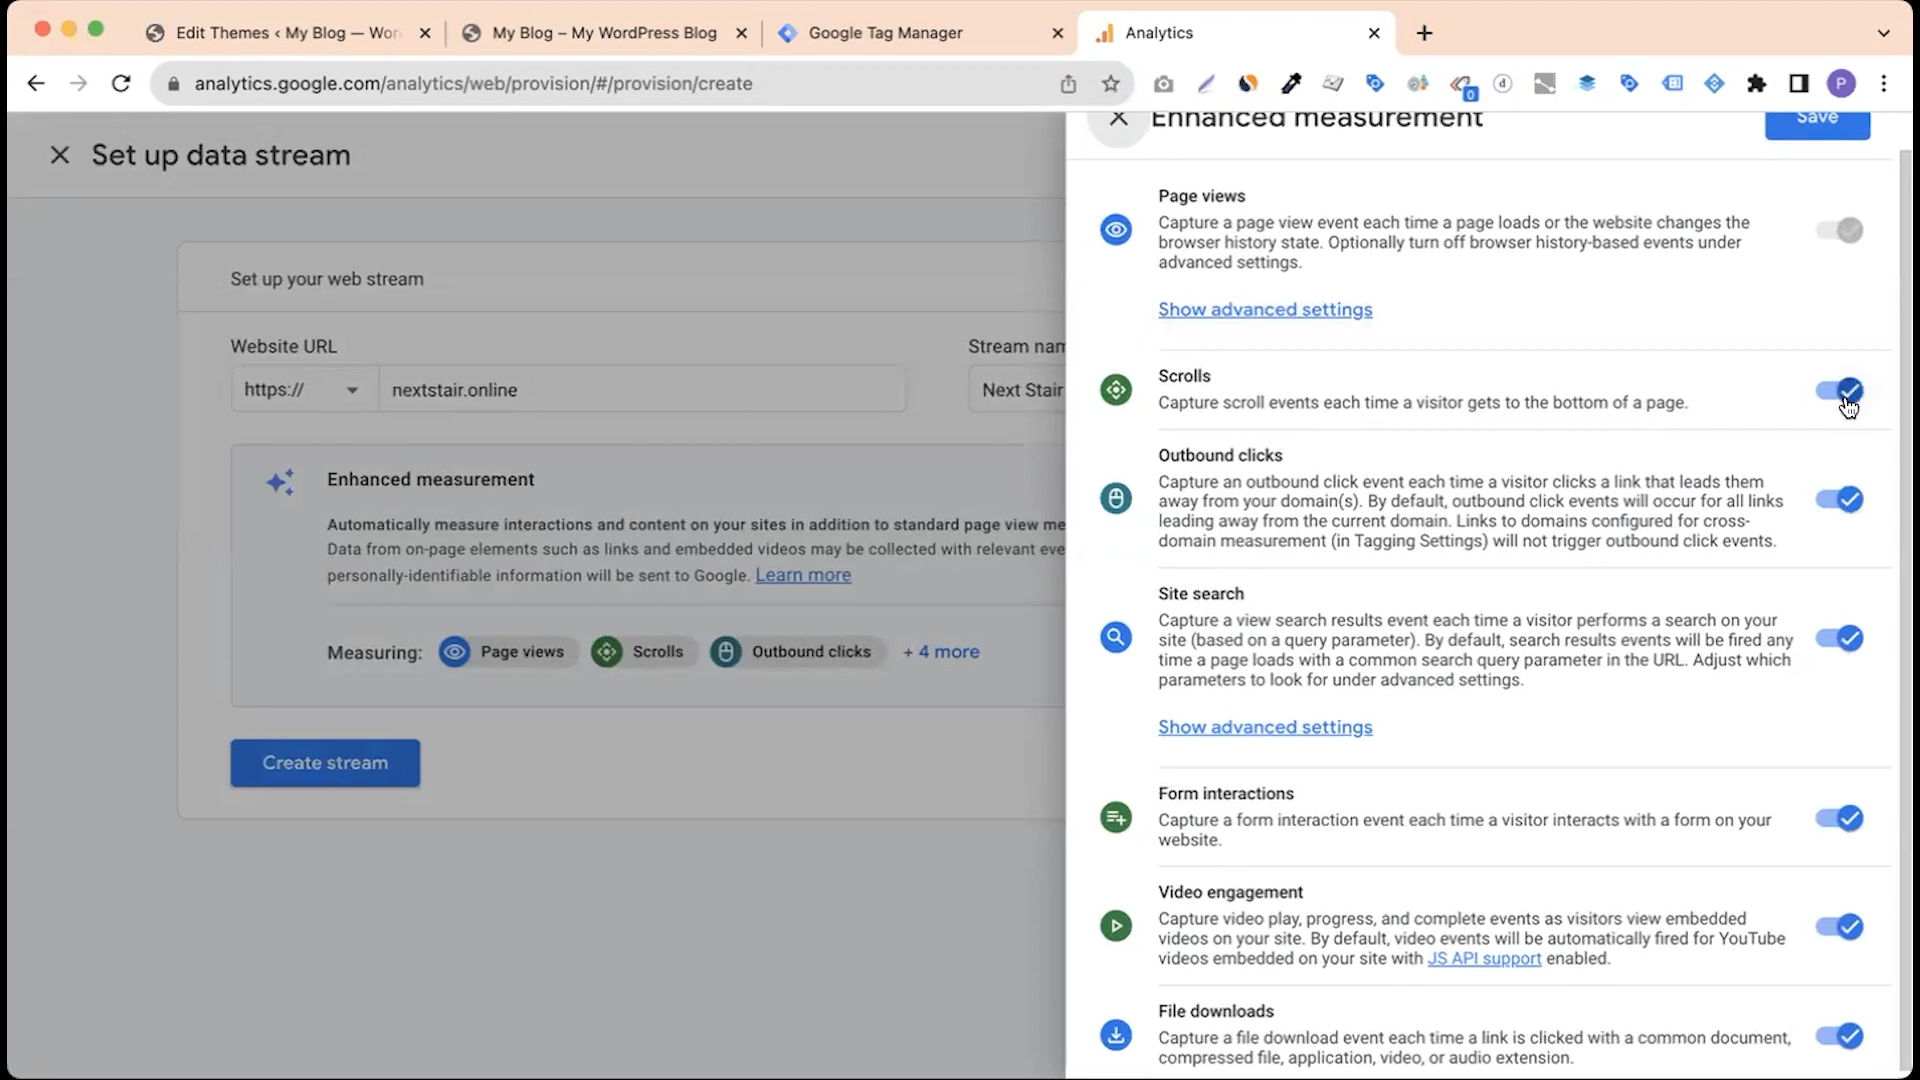 Edit Themes ‹ My Blog — Wor
My Blog – My WordPress Blog
Google Tag Manager
Analytics
analytics.google.com/analytics/web/provision/#/provision/create
0
d
P
Set up data stream
Set up your web stream
Website URL
Stream nam
https://
nextstair.online
Next Stair
Enhanced measurement
Automatically measure interactions and content on your sites in addition to standard page view me
Data from on-page elements such as links and embedded videos may be collected with relevant eve
personally-identifiable information will be sent to Google. Learn more
Measuring:
Page views
Scrolls
Outbound clicks
+ 4 more
Create stream
Enhanced measurement
Save
Page views
Capture a page view event each time a page loads or the website changes the
browser history state. Optionally turn off browser history-based events under
advanced settings.
Show advanced settings
Scrolls
Capture scroll events each time a visitor gets to the bottom of a page.
Outbound clicks
Capture an outbound click event each time a visitor clicks a link that leads them
away from your domain(s). By default, outbound click events will occur for all links
leading away from the current domain. Links to domains configured for cross-
domain measurement (in Tagging Settings) will not trigger outbound click events.
Site search
Capture a view search results event each time a visitor performs a search on your
site (based on a query parameter). By default, search results events will be fired any
time a page loads with a common search query parameter in the URL. Adjust which
parameters to look for under advanced settings.
Show advanced settings
Form interactions
Capture a form interaction event each time a visitor interacts with a form on your
website.
Video engagement
Capture video play, progress, and complete events as visitors view embedded
videos on your site. By default, video events will be automatically fired for YouTube
videos embedded on your site with JS API support enabled.
File downloads
Capture a file download event each time a link is clicked with a common document,
compressed file, application, video, or audio extension.